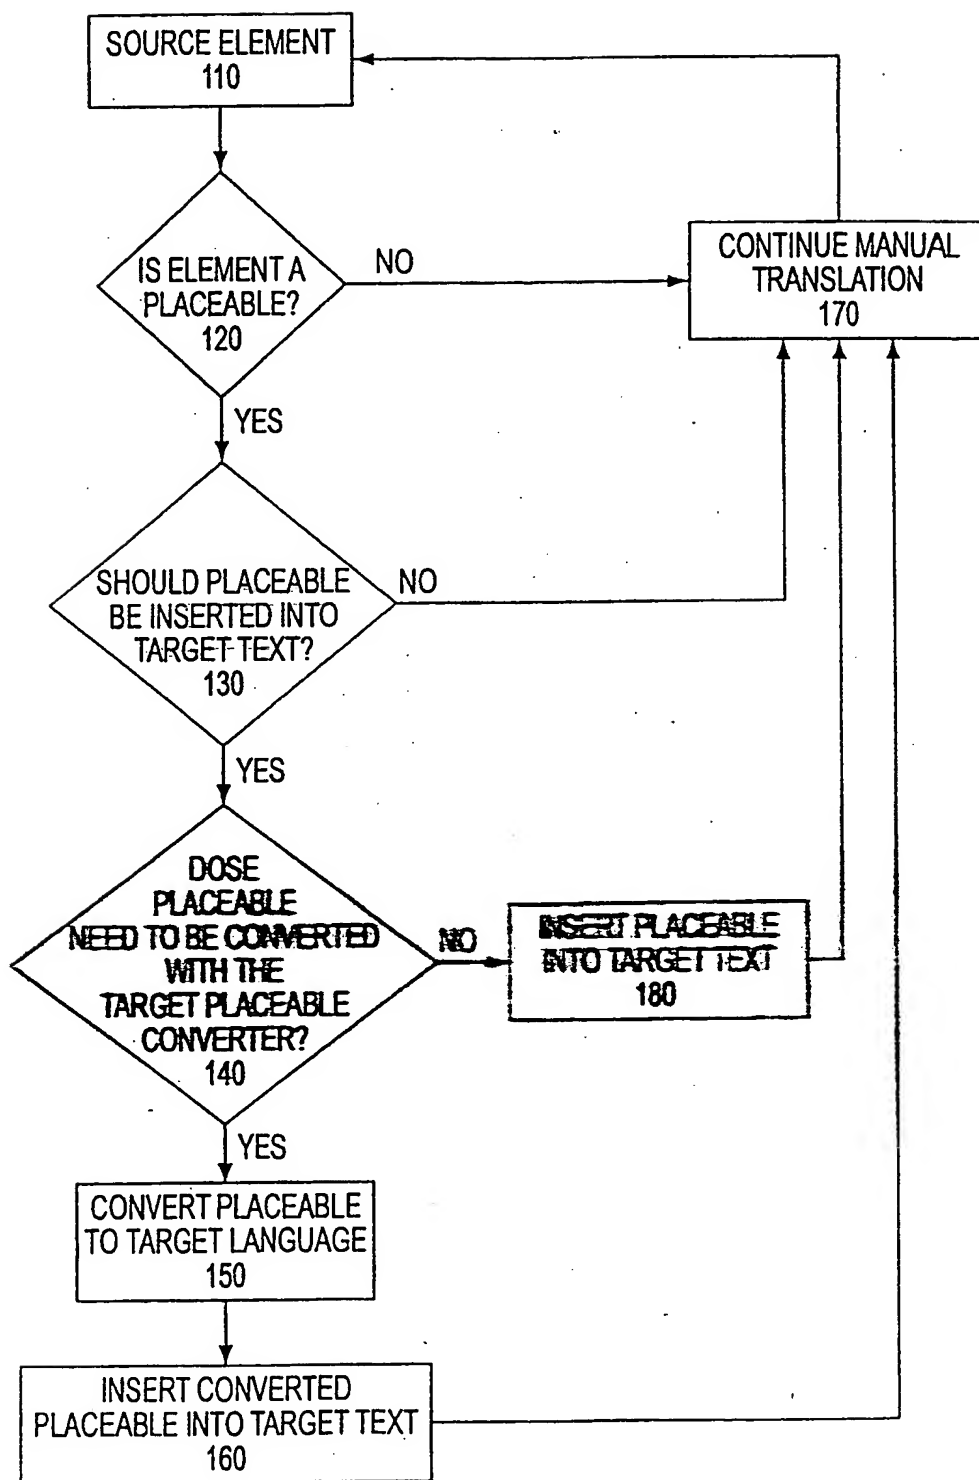 SOURCE ELEMENT
110
IS ELEMENT A
PLACEABLE?
120
NO
CONTINUE MANUAL
TRANSLATION
170
YES
SHOULD PLACEABLE
BE INSERTED INTO
TARGET TEXT?
130
NO
YES
DOSE
PLACEABLE
NEED TO BE CONVERTED
WITH THE
TARGET PLACEABLE
CONVERTER?
140
NO
INSERT PLACEABLE
INTO TARGET TEXT
180
YES
CONVERT PLACEABLE
TO TARGET LANGUAGE
150
INSERT CONVERTED
PLACEABLE INTO TARGET TEXT
160